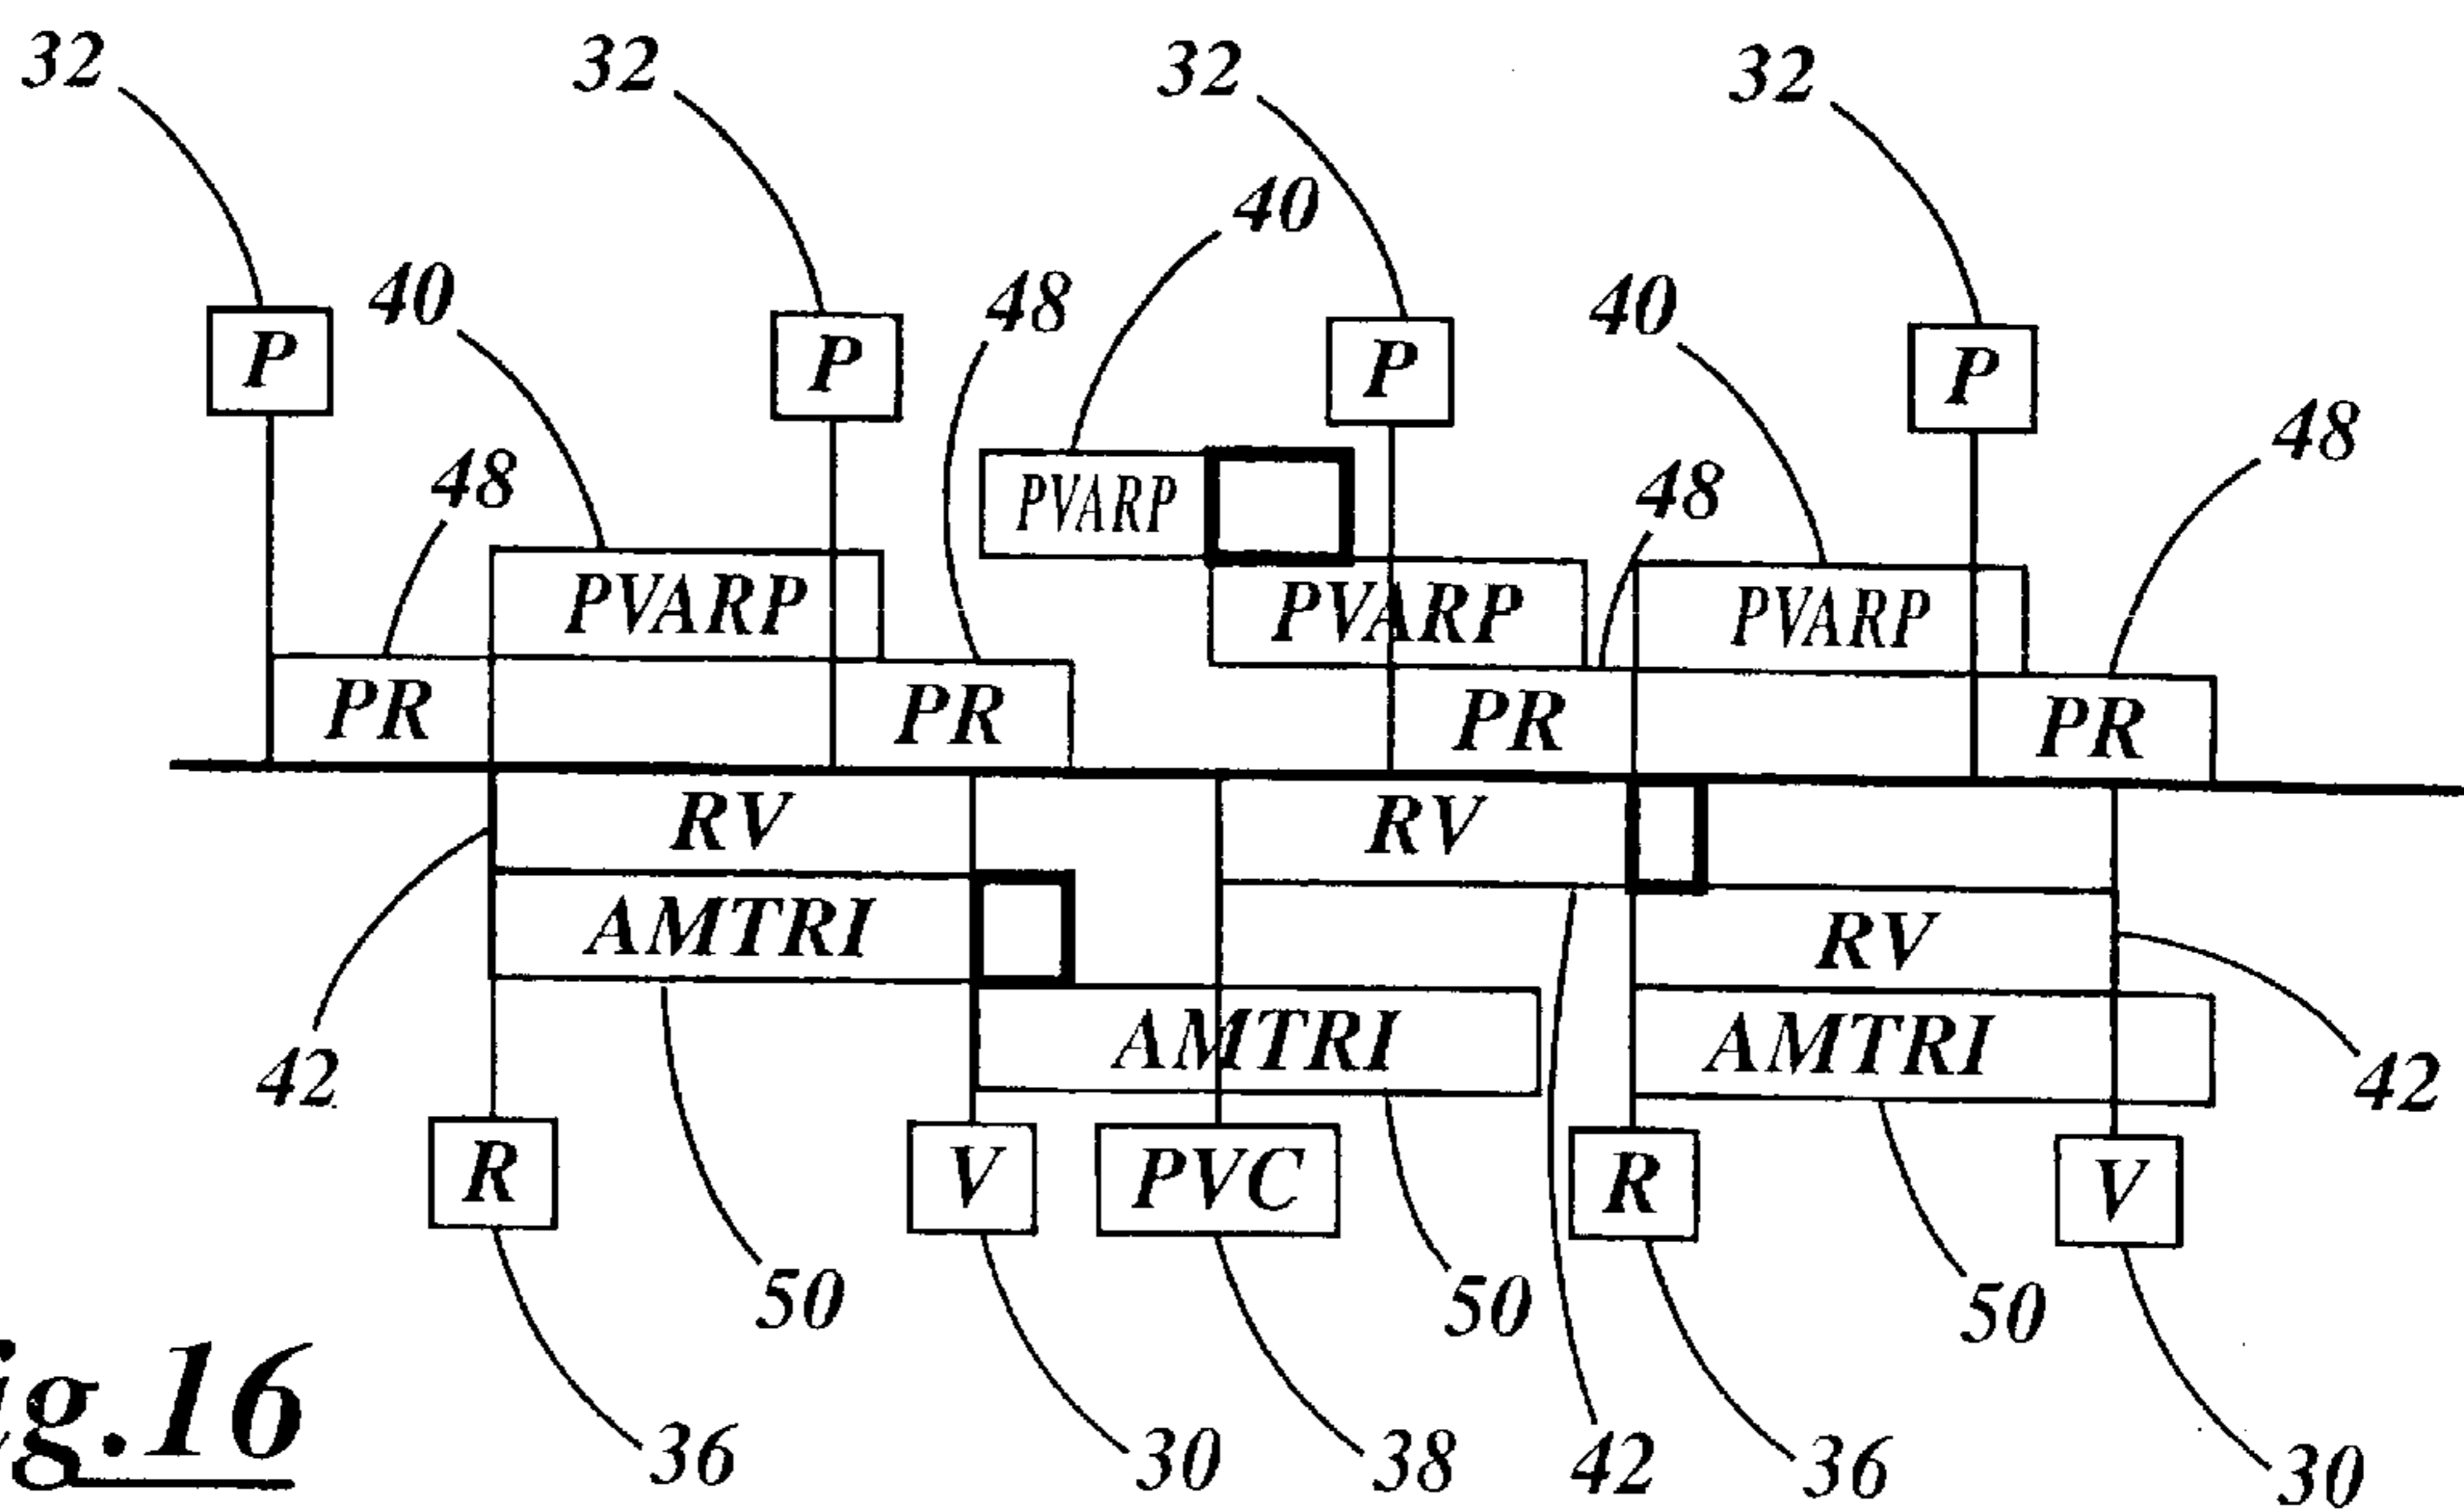 32 32 32 32
40
40 48 40
P P P P
48 48
PVARP 48
PVARP PVARP PVARP
PR PR PR PR
RV RV
AMTRI RV
AMTRI AMTRI
42 42
R V PVC R V
50 50 50
ig.16
36 30 38 42 36 30